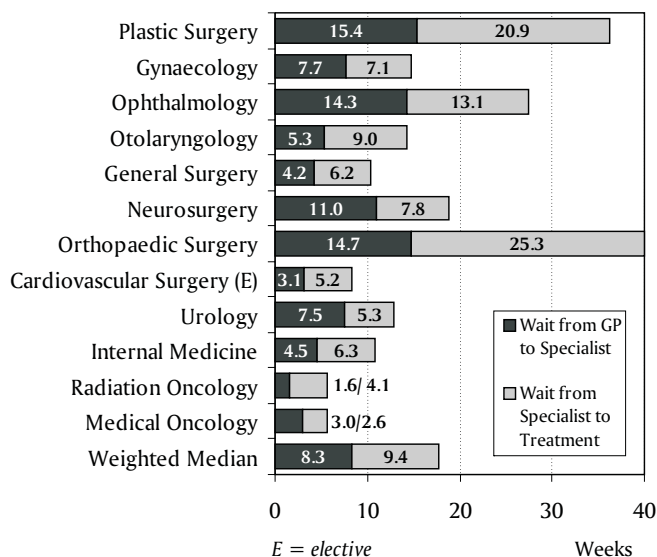 Plastic Surgery 15.4 20.9
Gynaecology 7.7 7.1
Ophthalmology 14.3 13.1
Otolaryngology 5.3 9.0
General Surgery 4.2 6.2
Neurosurgery 11.0 7.8
Orthopaedic Surgery 14.7 25.3
Cardiovascular Surgery (E) 3.1 5.2
Urology 7.5 5.3
Internal Medicine 4.5 6.3
Radiation Oncology 1.6/ 4.1
Medical Oncology 3.0/2.6
Weighted Median 8.3 9.4
Wait from GP
to Specialist
Wait from
Specialist to
Treatment
0 10 20 30 40
E = elective Weeks